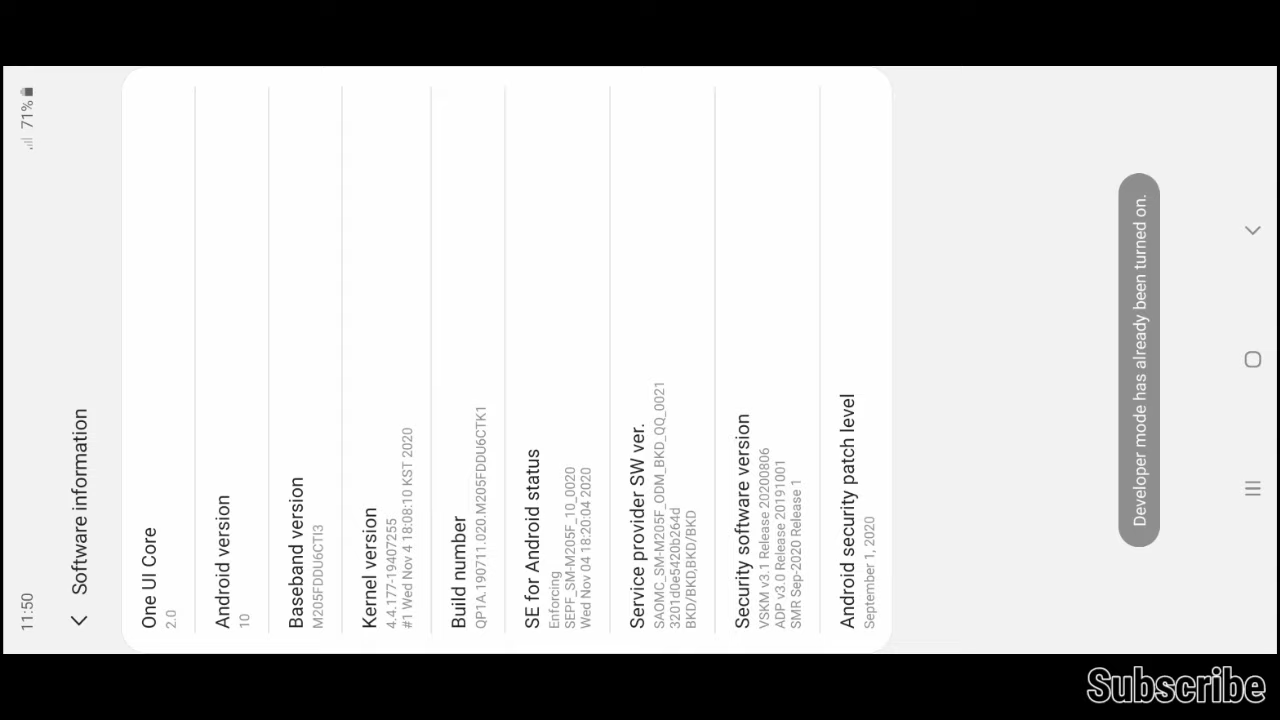 11:50
71%
Software information
One UI Core
2.0
Android version
10
Baseband version
M205FDDU6CTI3
Kernel version
4.4.177-19407255
#1 Wed Nov 4 18:08:10 KST 2020
Build number
QP1A.190711.020.M205FDDU6CTK1
SE for Android status
Enforcing
SEPF_SM-M205F_10_0020
Wed Nov 04 18:20:04 2020
Service provider SW ver.
SAOMC_SM-M205F_ODM_BKD_QQ_0021
3201d0e5420b264d
BKD/BKD,BKD/BKD
Security software version
VSKM v3.1 Release 20200806
ADP v3.0 Release 20191001
SMR Sep-2020 Release 1
Android security patch level
September 1, 2020
Developer mode has already been turned on.
Subscribe